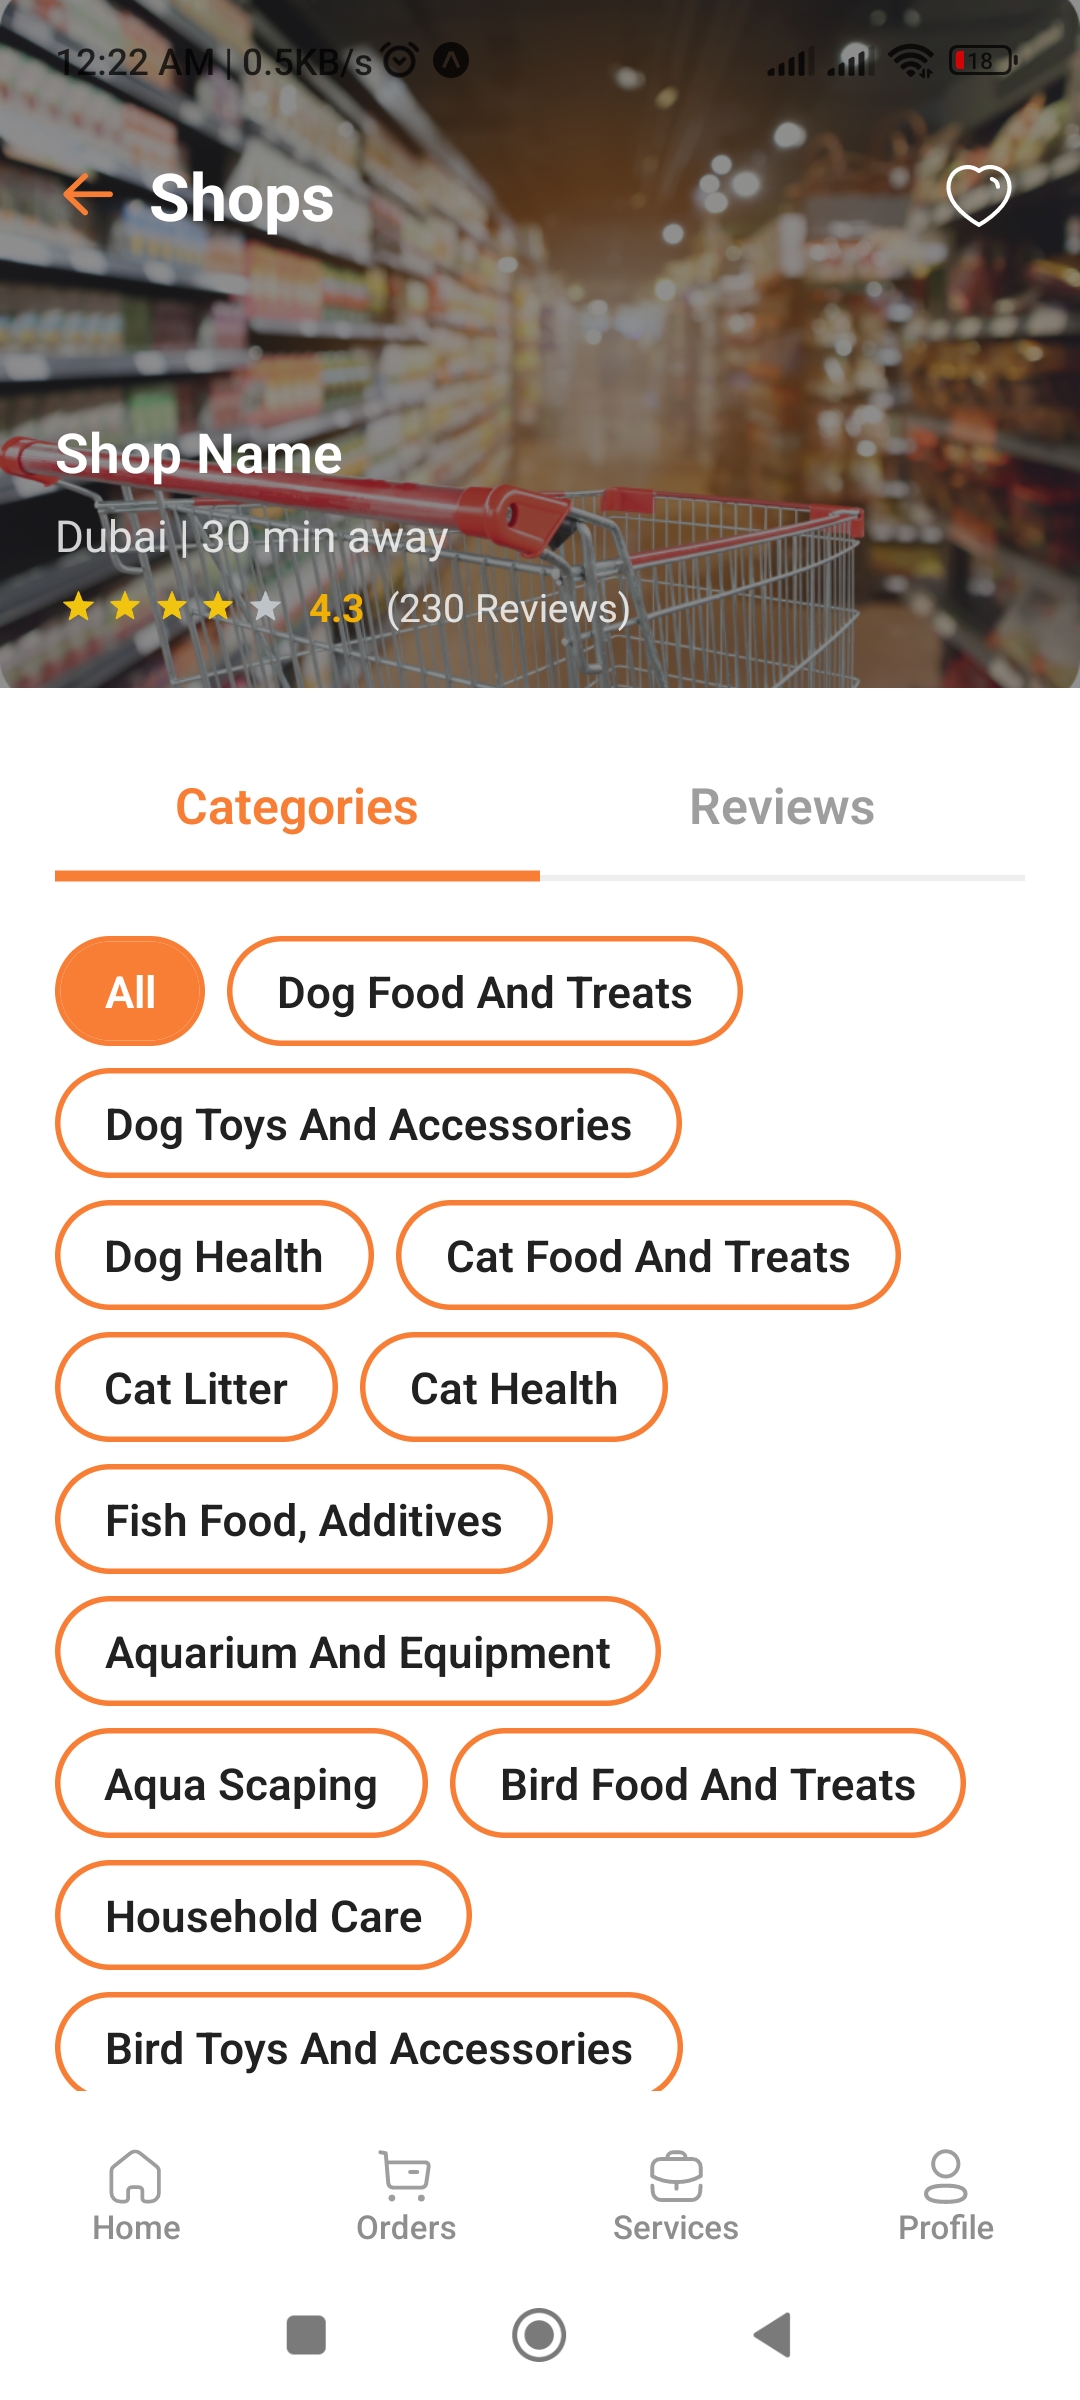 12:22 AM | 0.5KB/s
18
Shops
Shop Name
Dubai | 30 min away
4.3 (230 Reviews)
Categories Reviews
All Dog Food And Treats
Dog Toys And Accessories
Dog Health Cat Food And Treats
Cat Litter Cat Health
Fish Food, Additives
Aquarium And Equipment
Aqua Scaping Bird Food And Treats
Household Care
Bird Toys And Accessories
Home Orders Services Profile